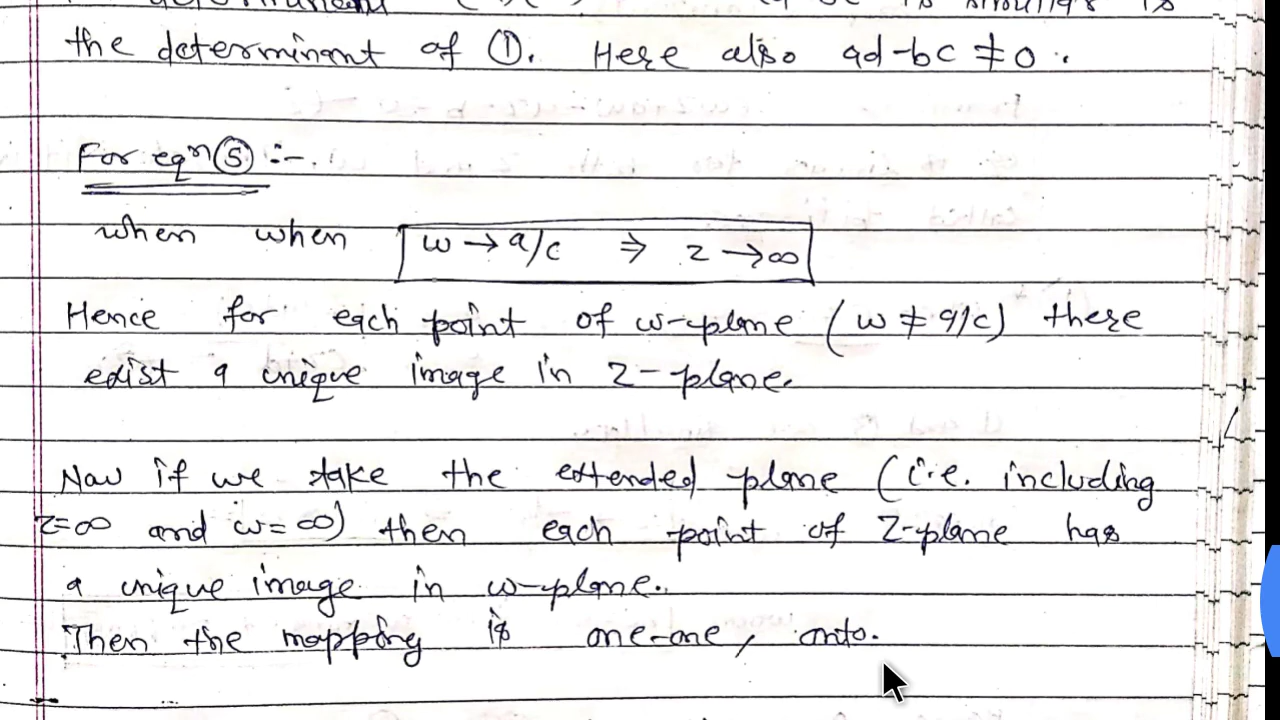 the determinant of ①. Here also ad-bc ≠ 0.
For eqⁿ ⑤ :-.
when when w → a/c ⇒ z → ∞
Hence for each point of w-plane (w ≠ a/c) there
exist a unique image in z-plane.
Now if we take the extended plane (i.e. including
z=∞ and w=∞) then each point of z-plane has
a unique image in w-plane.
Then the mapping is one-one, onto.